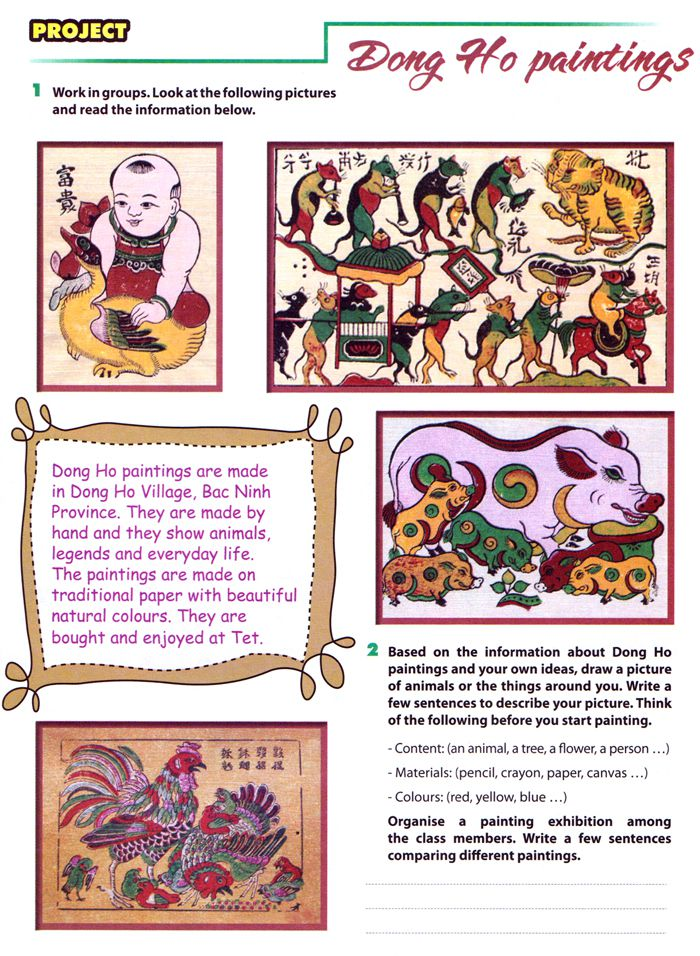 PROJECT
Dong Ho paintings
1 Work in groups. Look at the following pictures
and read the information below.
富貴
送礼
Dong Ho paintings are made
in Dong Ho Village, Bac Ninh
Province. They are made by
hand and they show animals,
legends and everyday life.
The paintings are made on
traditional paper with beautiful
natural colours. They are
bought and enjoyed at Tet.
2 Based on the information about Dong Ho
paintings and your own ideas, draw a picture
of animals or the things around you. Write a
few sentences to describe your picture. Think
of the following before you start painting.
- Content: (an animal, a tree, a flower, a person ...)
- Materials: (pencil, crayon, paper, canvas ...)
- Colours: (red, yellow, blue ...)
Organise a painting exhibition among
the class members. Write a few sentences
comparing different paintings.